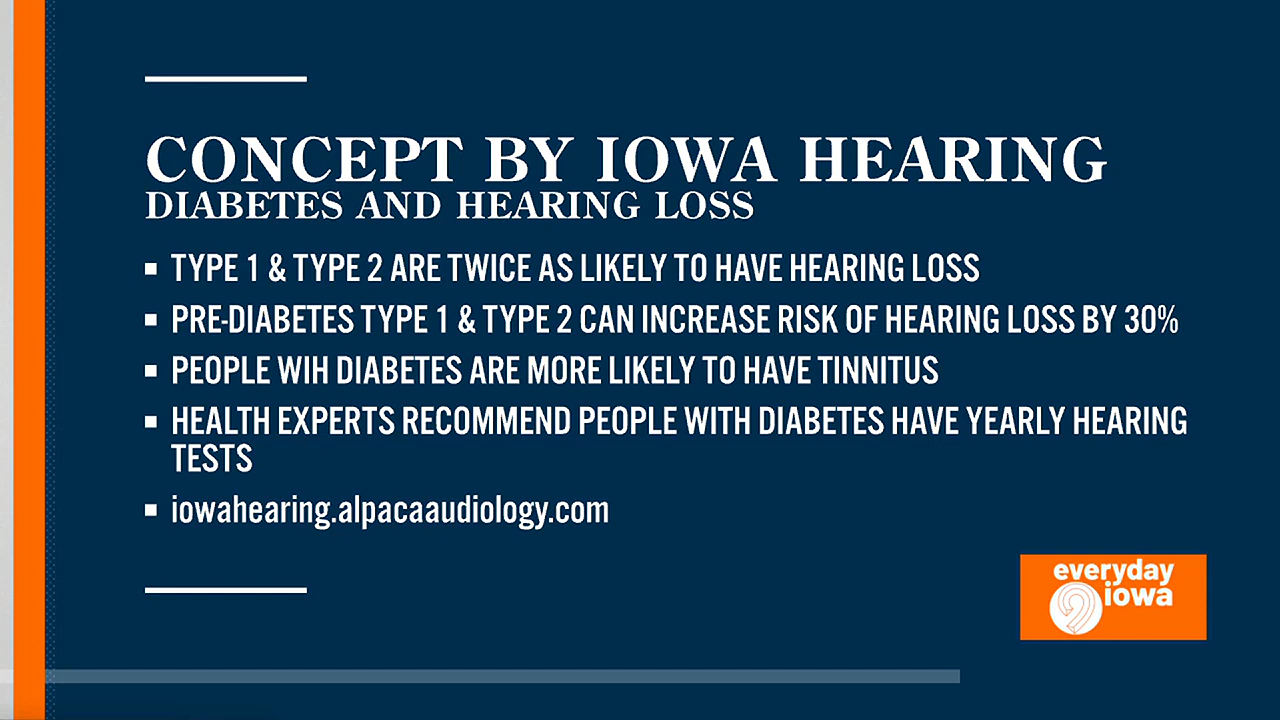 CONCEPT BY IOWA HEARING
DIABETES AND HEARING LOSS
▪ TYPE 1 & TYPE 2 ARE TWICE AS LIKELY TO HAVE HEARING LOSS
▪ PRE-DIABETES TYPE 1 & TYPE 2 CAN INCREASE RISK OF HEARING LOSS BY 30%
▪ PEOPLE WIH DIABETES ARE MORE LIKELY TO HAVE TINNITUS
▪ HEALTH EXPERTS RECOMMEND PEOPLE WITH DIABETES HAVE YEARLY HEARING
TESTS
▪ iowahearing.alpacaaudiology.com
everyday
9 iowa